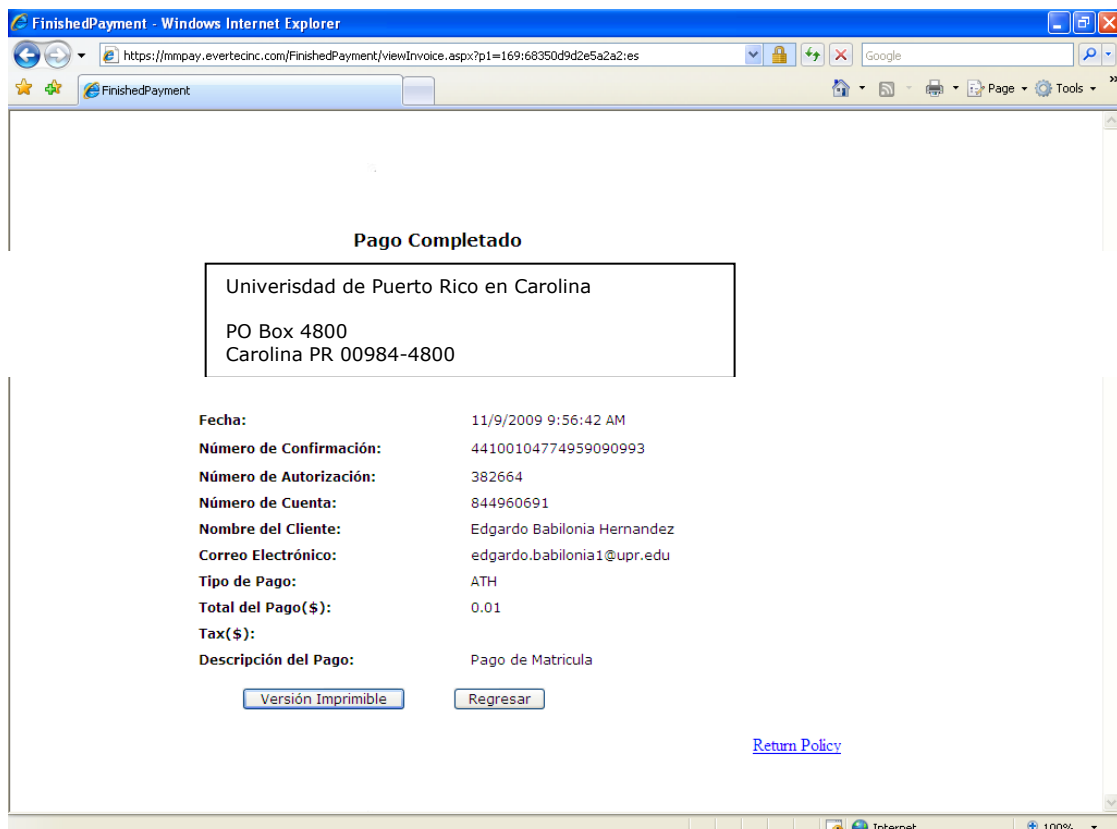 FinishedPayment - Windows Internet Explorer
https://mmpay.evertecinc.com/FinishedPayment/viewInvoice.aspx?p1=169:68350d9d2e5a2a2:es
Google
FinishedPayment
Page
Tools
»
Pago Completado
Univerisdad de Puerto Rico en Carolina
PO Box 4800
Carolina PR 00984-4800
Fecha: 11/9/2009 9:56:42 AM
Número de Confirmación: 44100104774959090993
Número de Autorización: 382664
Número de Cuenta: 844960691
Nombre del Cliente: Edgardo Babilonia Hernandez
Correo Electrónico: edgardo.babilonia1@upr.edu
Tipo de Pago: ATH
Total del Pago($): 0.01
Tax($):
Descripción del Pago: Pago de Matricula
Versión Imprimible Regresar
Return Policy
Internet 100%